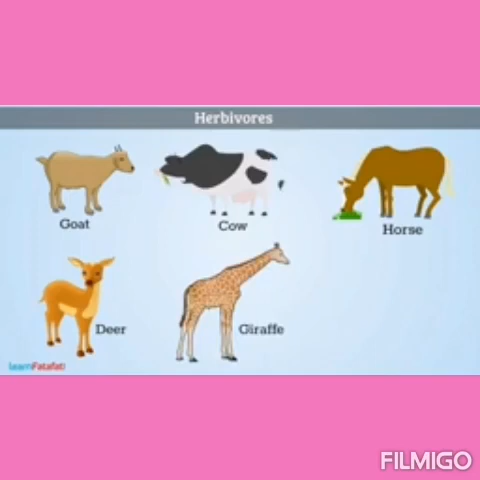 Herbivores
Goat
Cow
Horse
Deer
Giraffe
learnFatafat
FILMIGO